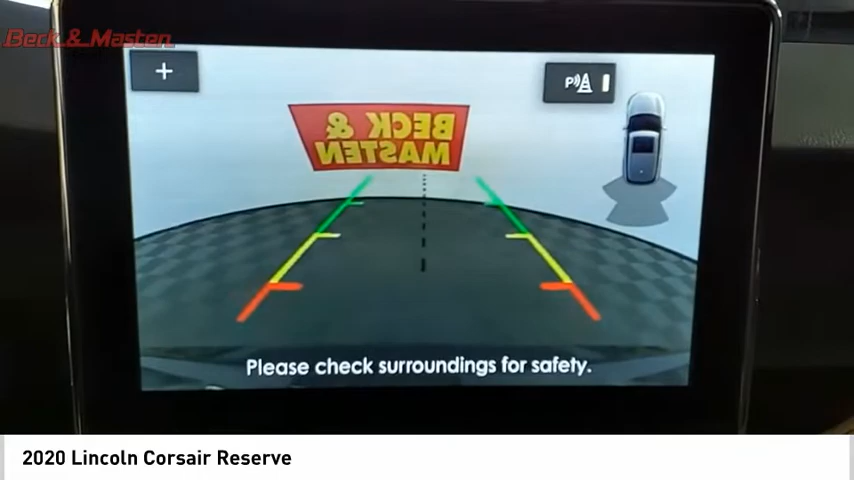 Beck & Masten
P
BECK &
MASTEN
Please check surroundings for safety.
2020 Lincoln Corsair Reserve